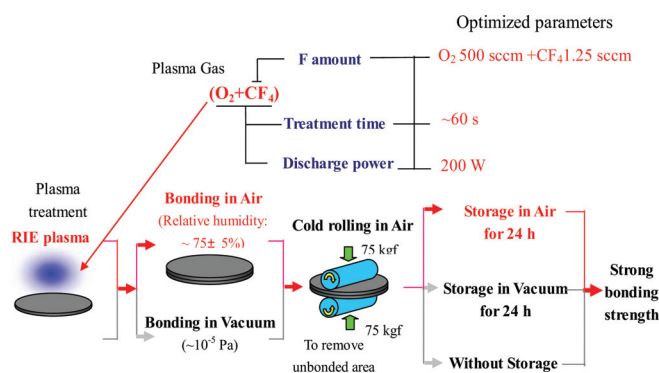 Optimized parameters
F amount
O₂ 500 sccm +CF₄1.25 sccm
Plasma Gas
(O₂+CF₄)
Treatment time
~60 s
Discharge power
200 W
Plasma
treatment
RIE plasma
Bonding in Air
(Relative humidity:
~ 75± 5%)
Bonding in Vacuum
(~10⁻⁵ Pa)
Cold rolling in Air
75 kgf
75 kgf
To remove
unbonded area
Storage in Air
for 24 h
Storage in Vacuum
for 24 h
Without Storage
Strong
bonding
strength